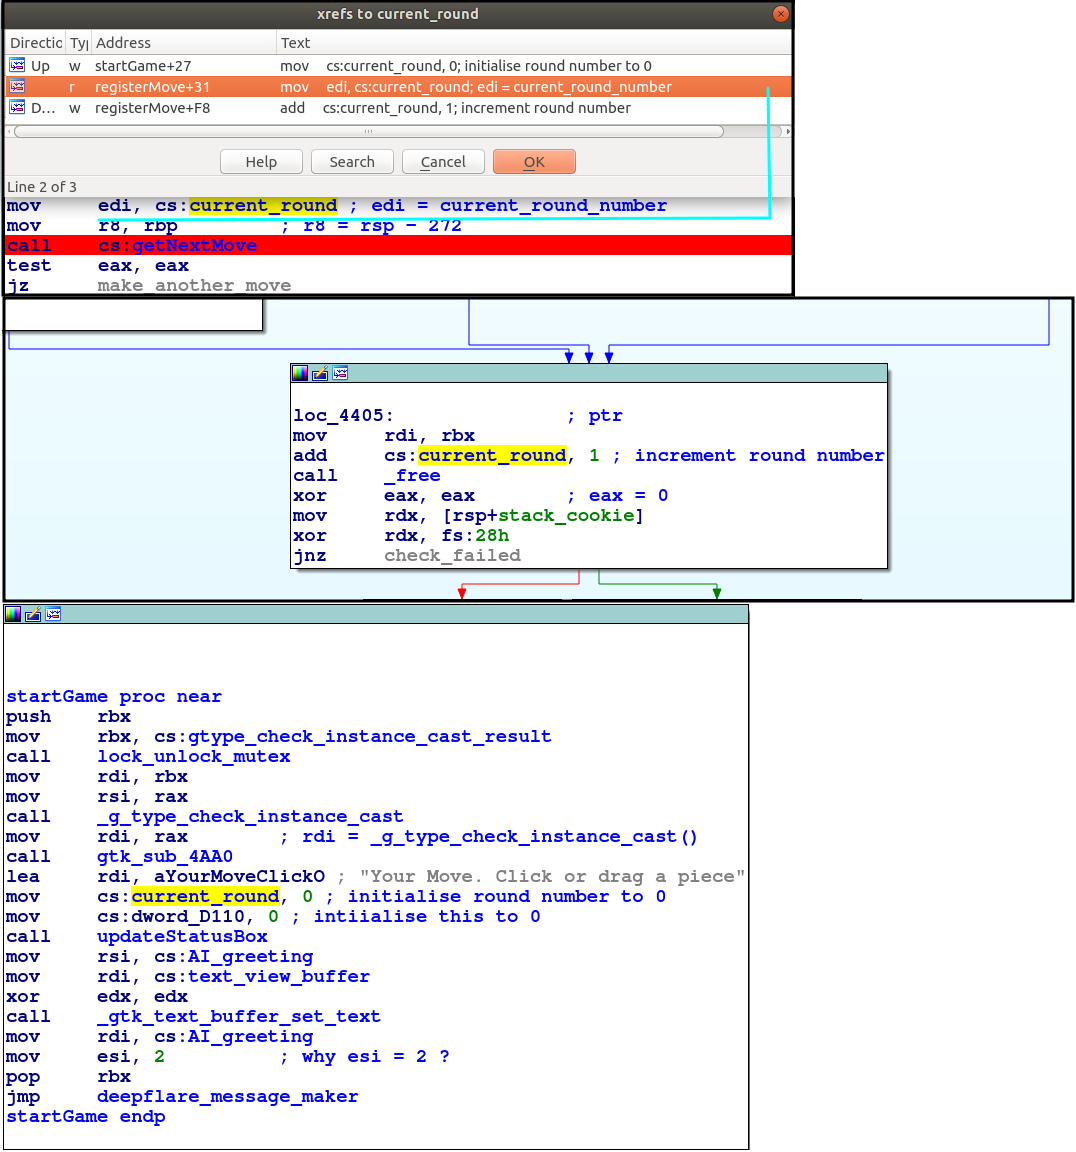 xrefs to current_round
Directic Ty Address Text
Up w startGame+27 mov cs:current_round, 0; initialise round number to 0
r registerMove+31 mov edi, cs:current_round; edi = current_round_number
D... w registerMove+F8 add cs:current_round, 1; increment round number
Help Search Cancel OK
Line 2 of 3
mov edi, cs:current_round ; edi = current_round_number
mov r8, rbp ; r8 = rsp - 272
call cs:getNextMove
test eax, eax
jz make_another_move
loc_4405: ; ptr
mov rdi, rbx
add cs:current_round, 1 ; increment round number
call _free
xor eax, eax ; eax = 0
mov rdx, [rsp+stack_cookie]
xor rdx, fs:28h
jnz check_failed
startGame proc near
push rbx
mov rbx, cs:gtype_check_instance_cast_result
call lock_unlock_mutex
mov rdi, rbx
mov rsi, rax
call _g_type_check_instance_cast
mov rdi, rax ; rdi = _g_type_check_instance_cast()
call gtk_sub_4AA0
lea rdi, aYourMoveClickO ; "Your Move. Click or drag a piece"
mov cs:current_round, 0 ; initialise round number to 0
mov cs:dword_D110, 0 ; intiialise this to 0
call updateStatusBox
mov rsi, cs:AI_greeting
mov rdi, cs:text_view_buffer
xor edx, edx
call _gtk_text_buffer_set_text
mov rdi, cs:AI_greeting
mov esi, 2 ; why esi = 2 ?
pop rbx
jmp deepflare_message_maker
startGame endp